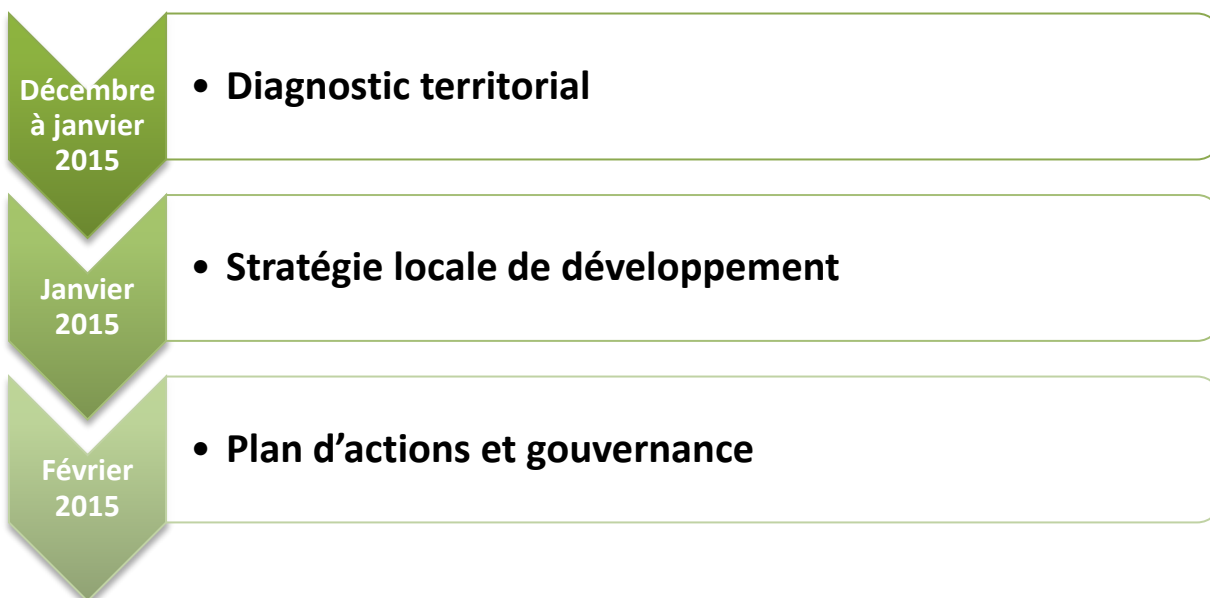 Décembre
à janvier
2015
• Diagnostic territorial
Janvier
2015
• Stratégie locale de développement
Février
2015
• Plan d’actions et gouvernance